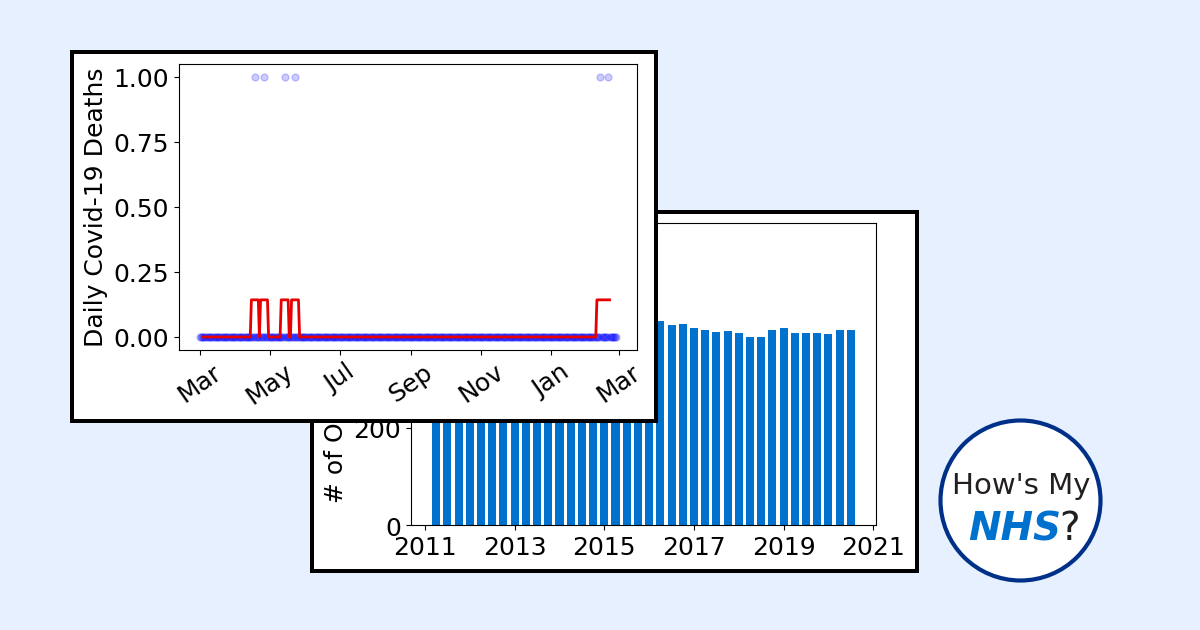 Daily Covid-19 Deaths
1.00
0.75
0.50
0.25
0.00
Mar May Jul Sep Nov Jan Mar
# of O
200
0
2011 2013 2015 2017 2019 2021
How's My
NHS?